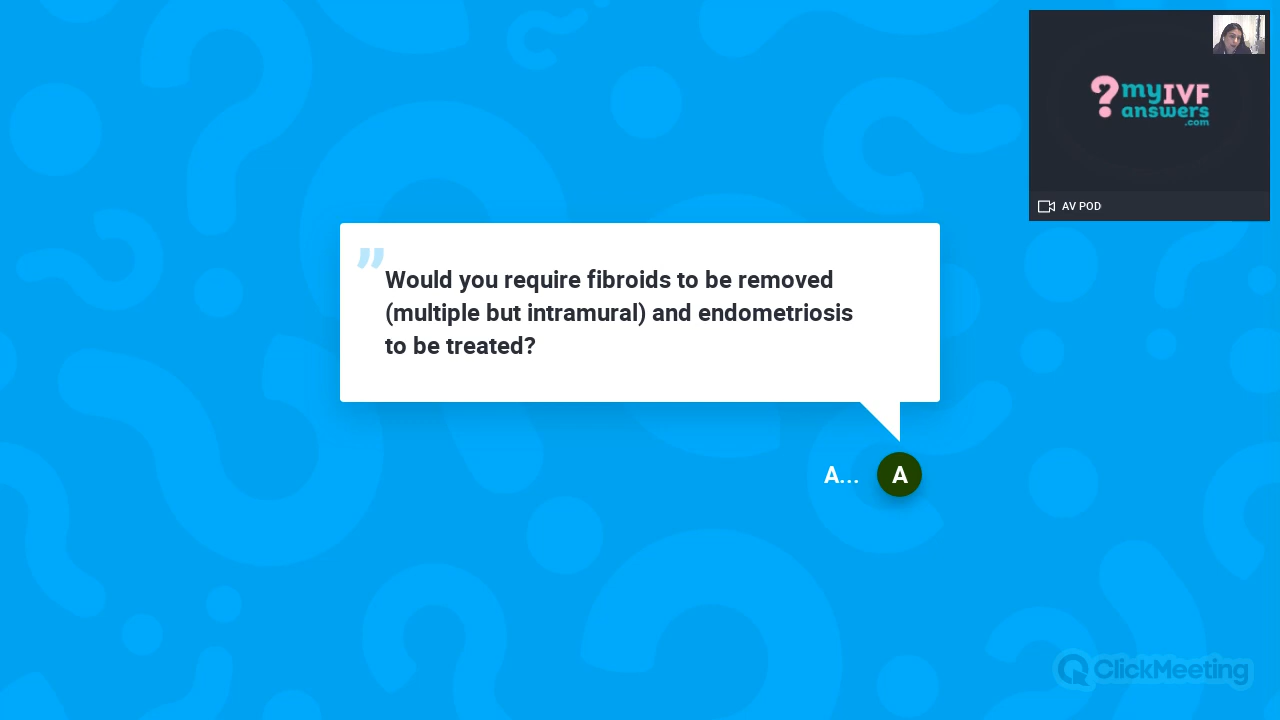 ?myIVF
answers
.com
AV POD
” Would you require fibroids to be removed
(multiple but intramural) and endometriosis
to be treated?
A... A
ClickMeeting